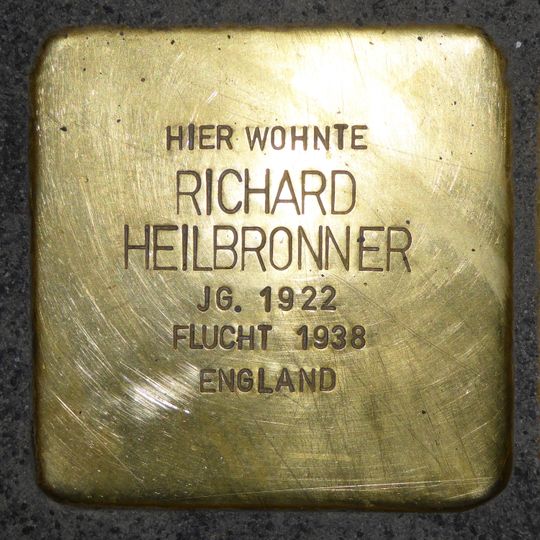 HIER WOHNTE
RICHARD
HEILBRONNER
JG. 1922
FLUCHT 1938
ENGLAND